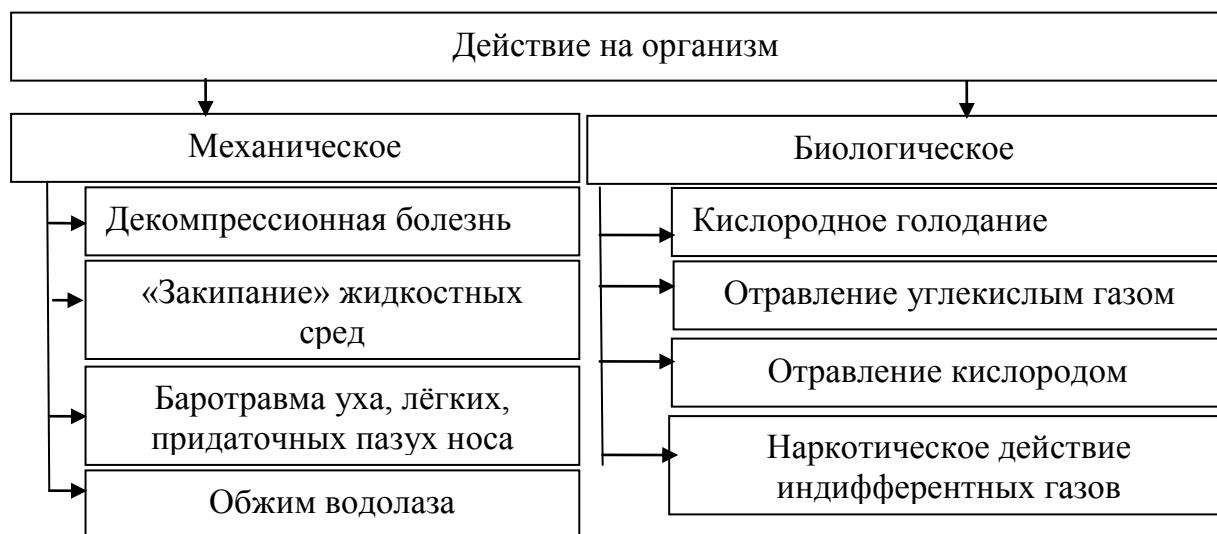 Действие на организм
Механическое
Декомпрессионная болезнь
«Закипание» жидкостных
сред
Баротравма уха, лёгких,
придаточных пазух носа
Обжим водолаза
Биологическое
Кислородное голодание
Отравление углекислым газом
Отравление кислородом
Наркотическое действие
индифферентных газов